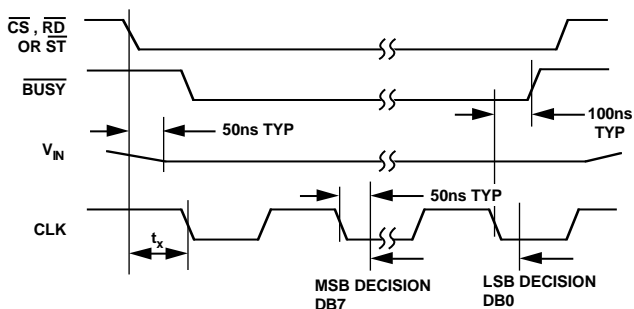 CS , RD
OR ST
BUSY
50ns TYP
100ns
TYP
VIN
50ns TYP
CLK
tx
MSB DECISION
DB7
LSB DECISION
DB0